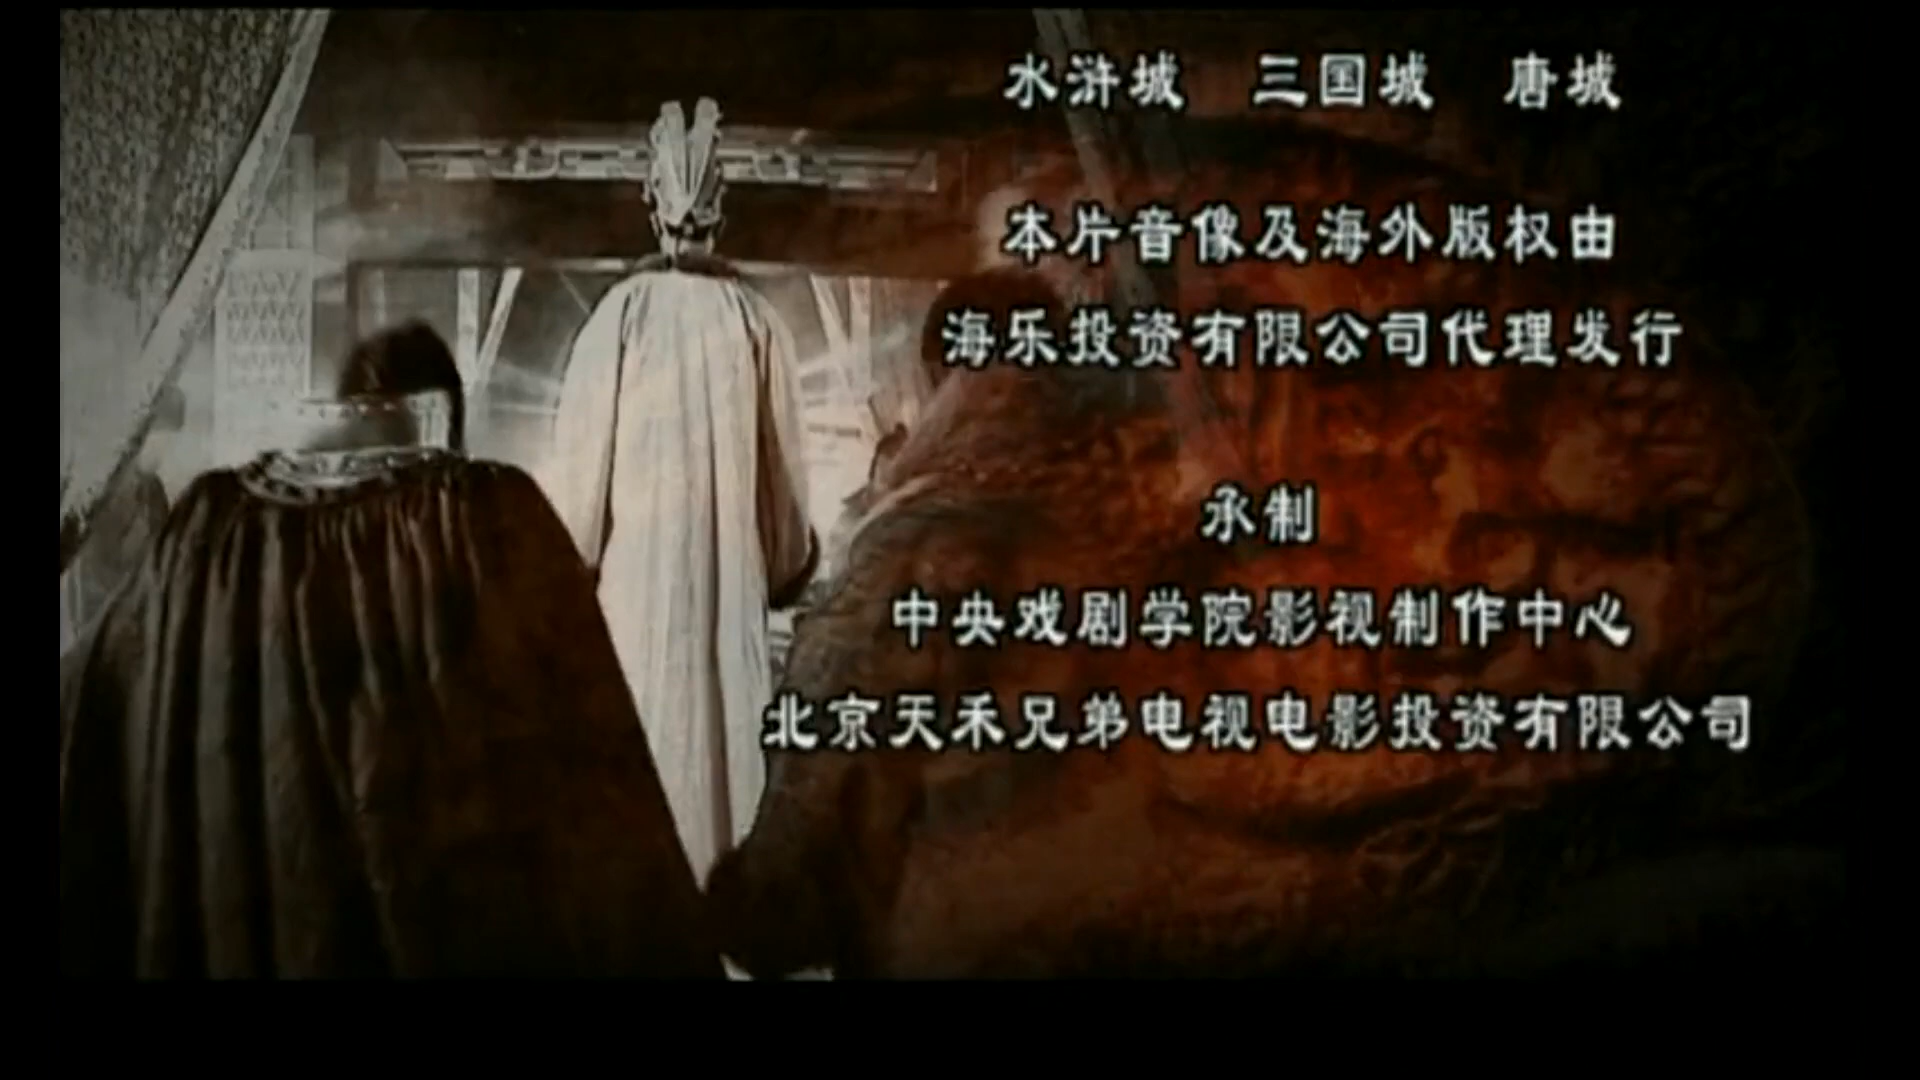 水浒城 三国城 唐城
本片音像及海外版权由
海乐投资有限公司代理发行
承制
中央戏剧学院影视制作中心
北京天禾兄弟电视电影投资有限公司